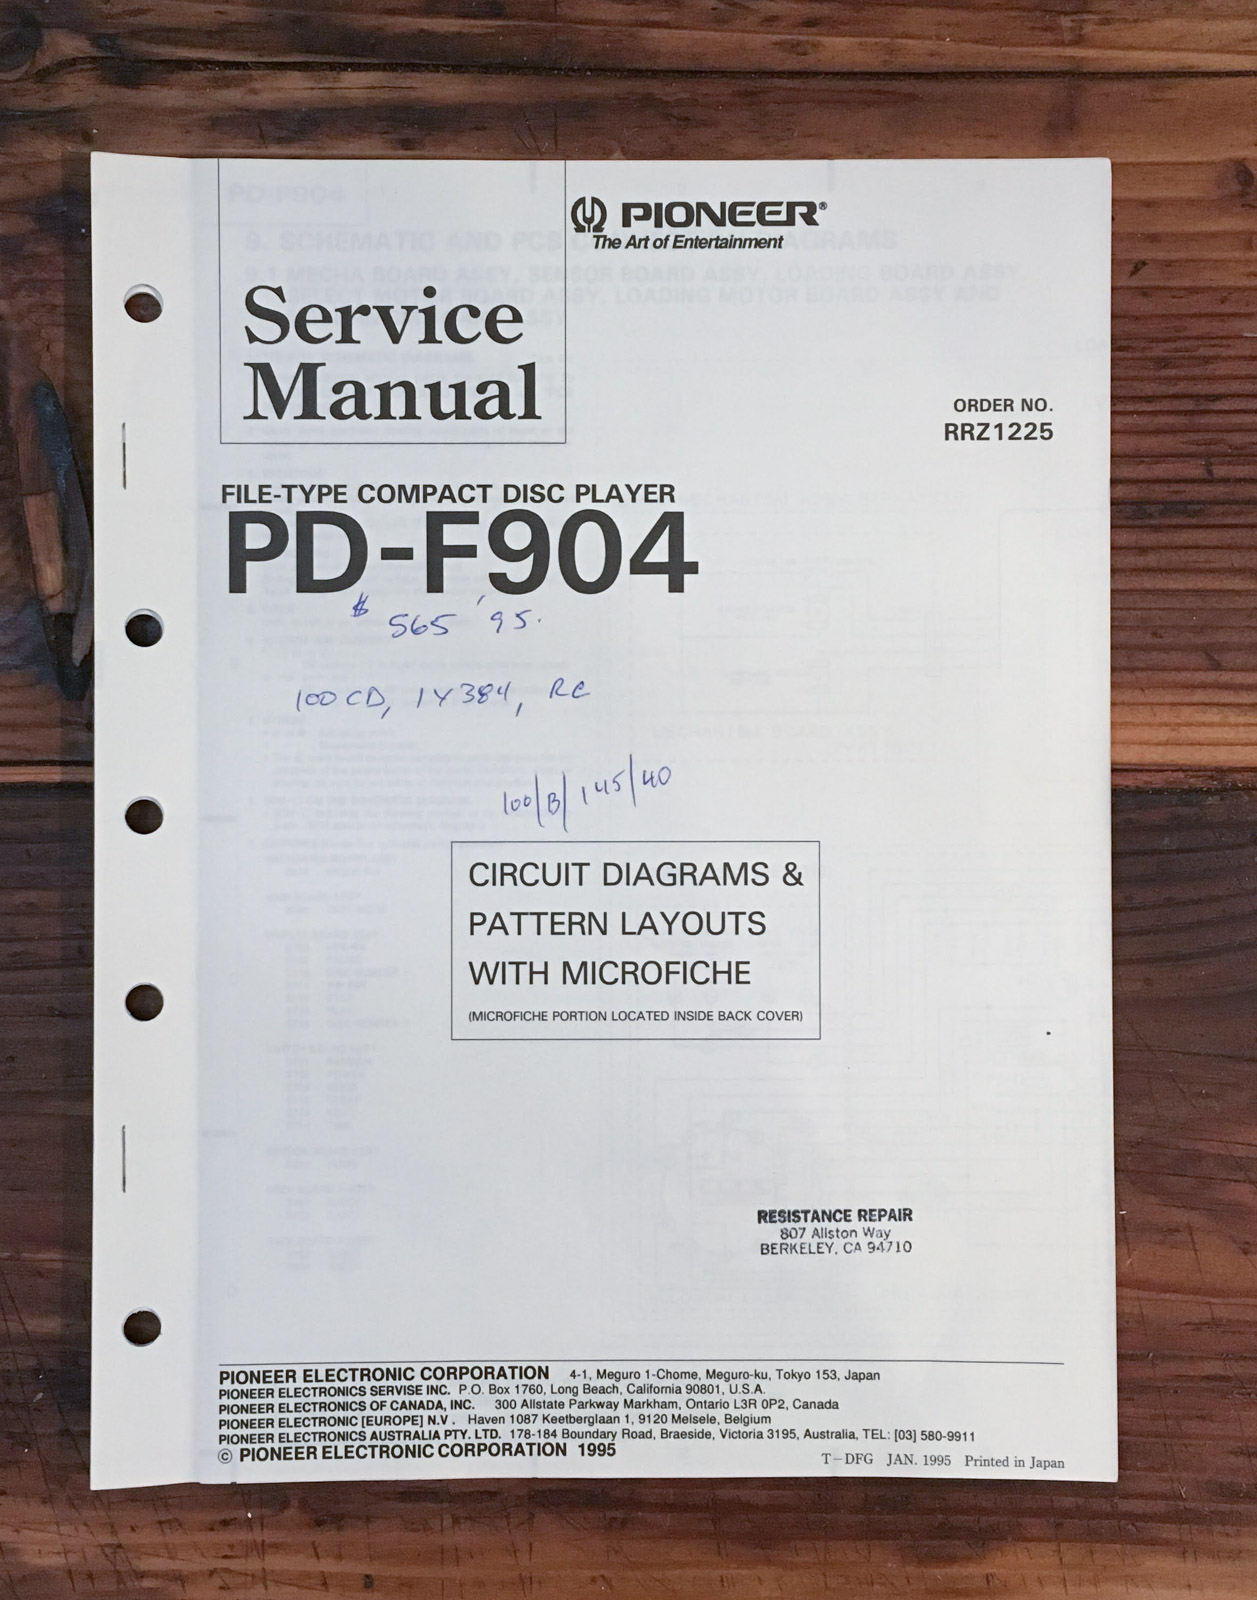 PIONEER®
The Art of Entertainment
Service
Manual
ORDER NO.
RRZ1225
FILE-TYPE COMPACT DISC PLAYER
PD-F904
$ 565 '95.
100 CD, 1Y384, RC
100/B/145/40
CIRCUIT DIAGRAMS &
PATTERN LAYOUTS
WITH MICROFICHE
(MICROFICHE PORTION LOCATED INSIDE BACK COVER)
RESISTANCE REPAIR
807 Allston Way
BERKELEY, CA 94710
PIONEER ELECTRONIC CORPORATION 4-1, Meguro 1-Chome, Meguro-ku, Tokyo 153, Japan
PIONEER ELECTRONICS SERVISE INC. P.O. Box 1760, Long Beach, California 90801, U.S.A.
PIONEER ELECTRONICS OF CANADA, INC. 300 Allstate Parkway Markham, Ontario L3R 0P2, Canada
PIONEER ELECTRONIC [EUROPE] N.V. Haven 1087 Keetberglaan 1, 9120 Melsele, Belgium
PIONEER ELECTRONICS AUSTRALIA PTY. LTD. 178-184 Boundary Road, Braeside, Victoria 3195, Australia, TEL: [03] 580-9911
© PIONEER ELECTRONIC CORPORATION 1995
T-DFG JAN. 1995 Printed in Japan